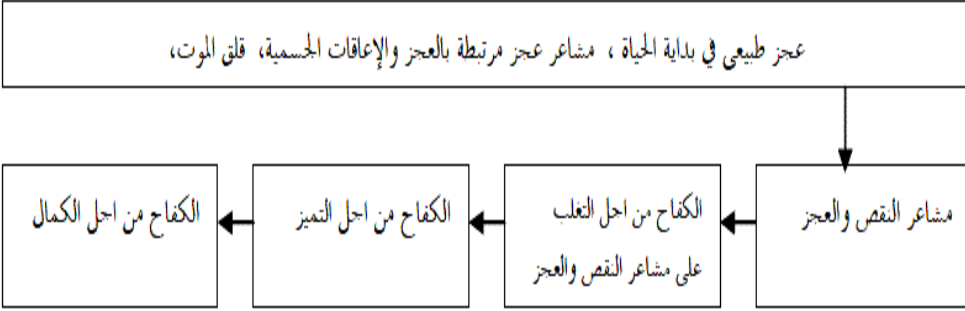 عجز طبيعى في بداية الحياة ، مشاعر عجز مرتبطة بالعجز والإعاقات الجسمية، قلق الموت،
مشاعر النقص والعجز
الكفاح من اجل التغلب
على مشاعر النقص والعجز
الكفاح من اجل التميز
الكفاح من اجل الكمال